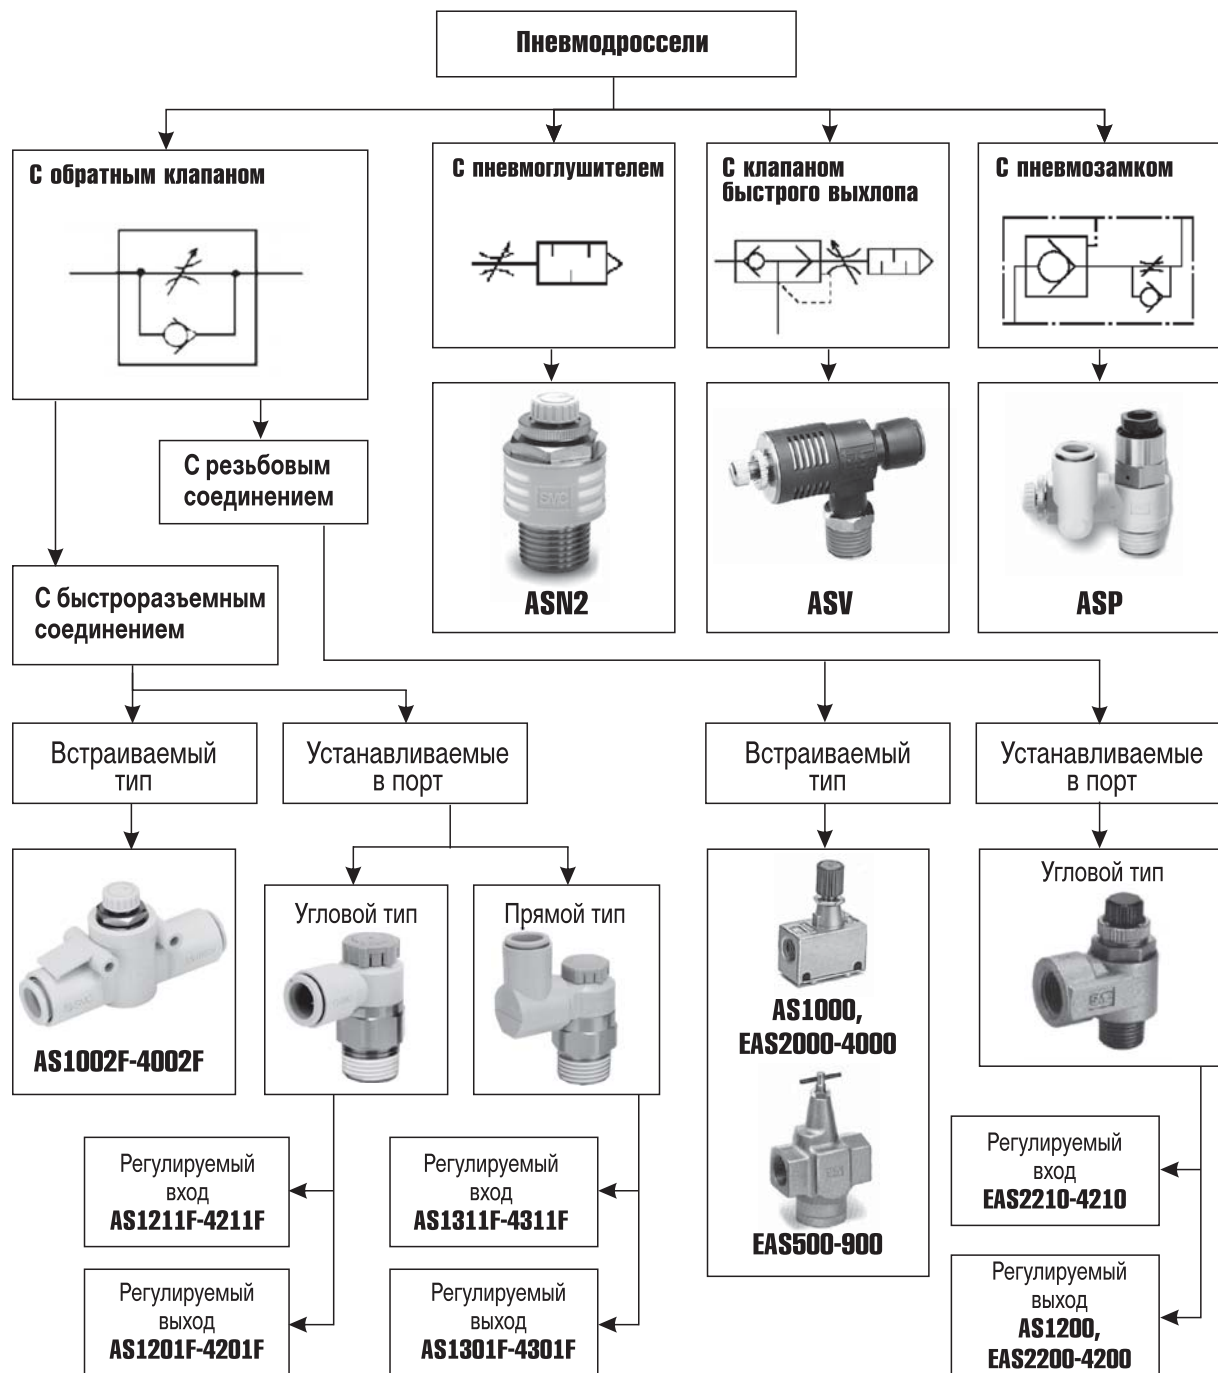 Пневмодроссели
С обратным клапаном
С пневмоглушителем
С клапаном
быстрого выхлопа
С пневмозамком
С резьбовым
соединением
С быстроразъемным
соединением
ASN2
ASV
ASP
Встраиваемый
тип
Устанавливаемые
в порт
Встраиваемый
тип
Устанавливаемые
в порт
AS1002F-4002F
Угловой тип
Прямой тип
AS1000,
EAS2000-4000
EAS500-900
Угловой тип
Регулируемый
вход
AS1211F-4211F
Регулируемый
выход
AS1201F-4201F
Регулируемый
вход
AS1311F-4311F
Регулируемый
выход
AS1301F-4301F
Регулируемый
вход
EAS2210-4210
Регулируемый
выход
AS1200,
EAS2200-4200